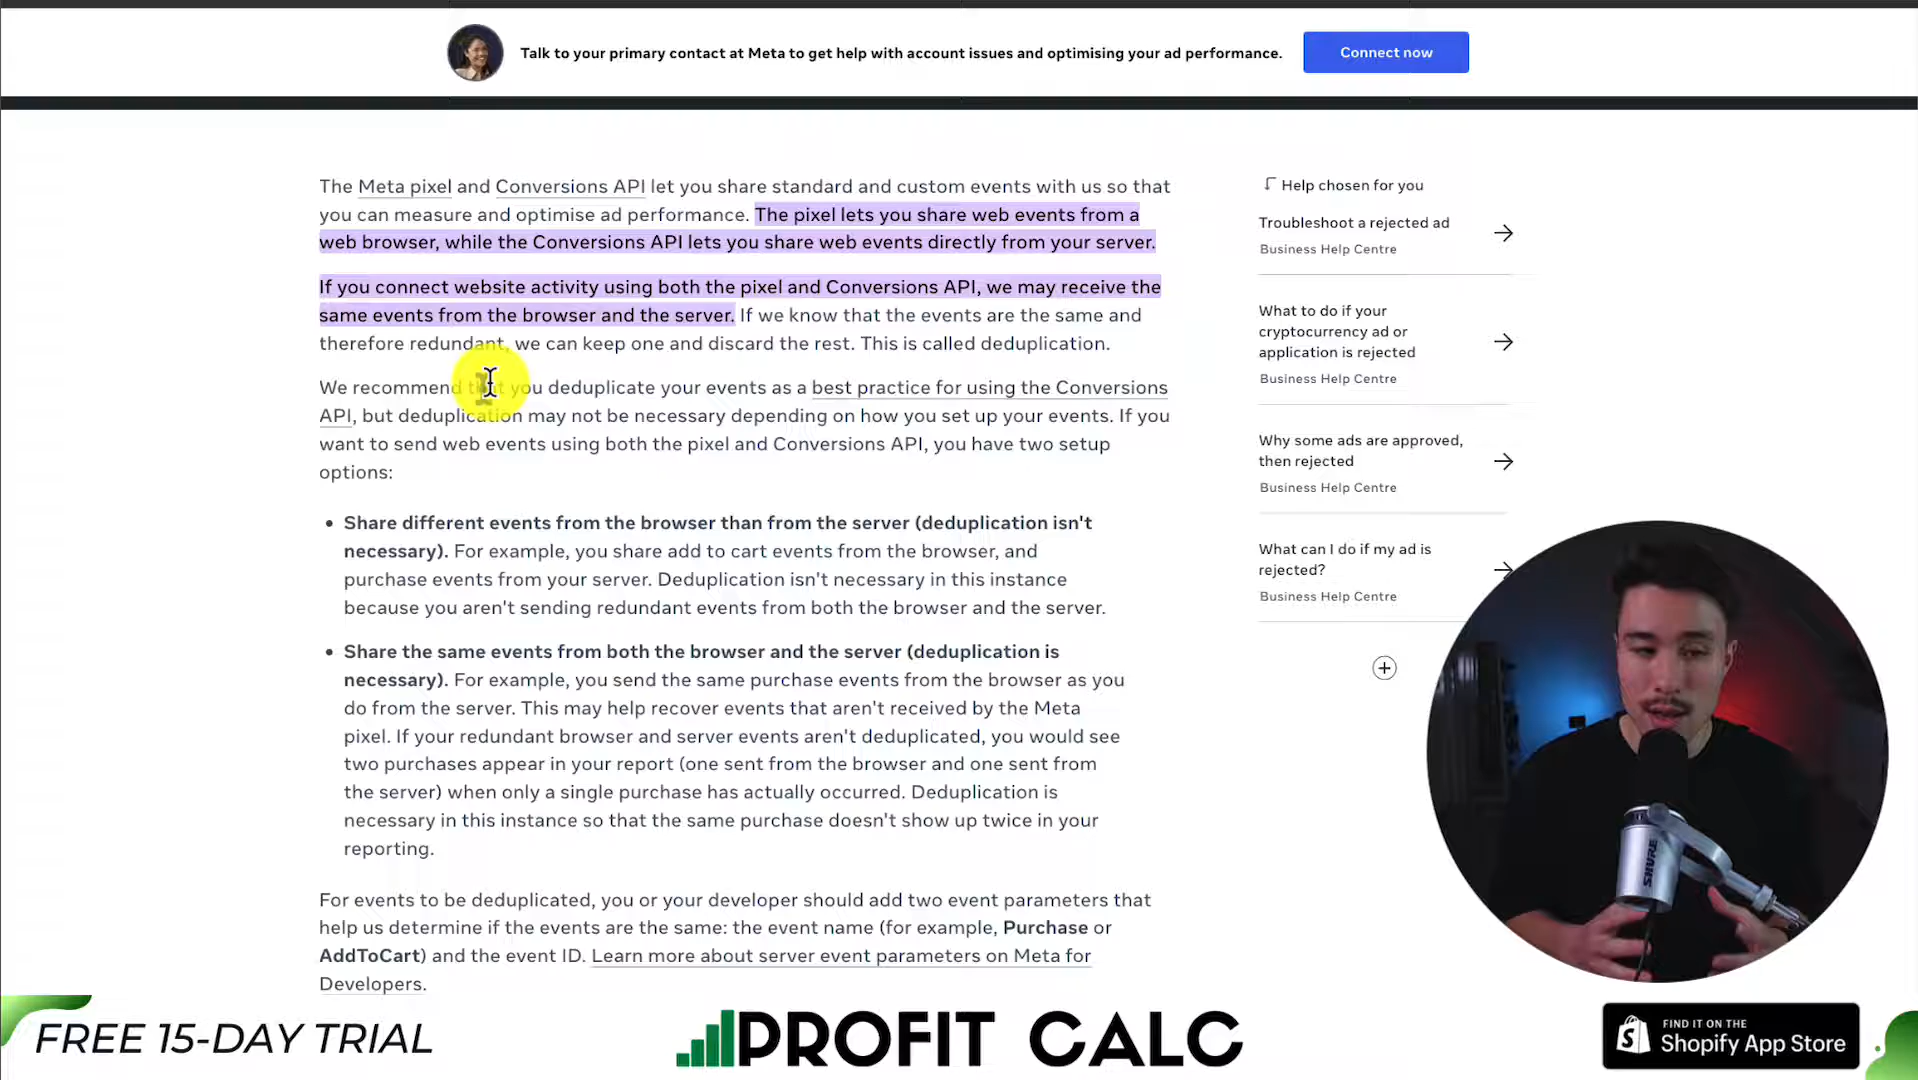 Talk to your primary contact at Meta to get help with account issues and optimising your ad performance.
Connect now
The Meta pixel and Conversions API let you share standard and custom events with us so that
you can measure and optimise ad performance. The pixel lets you share web events from a
web browser, while the Conversions API lets you share web events directly from your server.
If you connect website activity using both the pixel and Conversions API, we may receive the
same events from the browser and the server. If we know that the events are the same and
therefore redundant, we can keep one and discard the rest. This is called deduplication.
We recommend that you deduplicate your events as a best practice for using the Conversions
API, but deduplication may not be necessary depending on how you set up your events. If you
want to send web events using both the pixel and Conversions API, you have two setup
options:
• Share different events from the browser than from the server (deduplication isn't
necessary). For example, you share add to cart events from the browser, and
purchase events from your server. Deduplication isn't necessary in this instance
because you aren't sending redundant events from both the browser and the server.
• Share the same events from both the browser and the server (deduplication is
necessary). For example, you send the same purchase events from the browser as you
do from the server. This may help recover events that aren't received by the Meta
pixel. If your redundant browser and server events aren't deduplicated, you would see
two purchases appear in your report (one sent from the browser and one sent from
the server) when only a single purchase has actually occurred. Deduplication is
necessary in this instance so that the same purchase doesn't show up twice in your
reporting.
For events to be deduplicated, you or your developer should add two event parameters that
help us determine if the events are the same: the event name (for example, Purchase or
AddToCart) and the event ID. Learn more about server event parameters on Meta for
Developers.
Help chosen for you
Troubleshoot a rejected ad
Business Help Centre
What to do if your
cryptocurrency ad or
application is rejected
Business Help Centre
Why some ads are approved,
then rejected
Business Help Centre
What can I do if my ad is
rejected?
Business Help Centre
SHURE
FREE 15-DAY TRIAL
PROFIT CALC
FIND IT ON THE
Shopify App Store